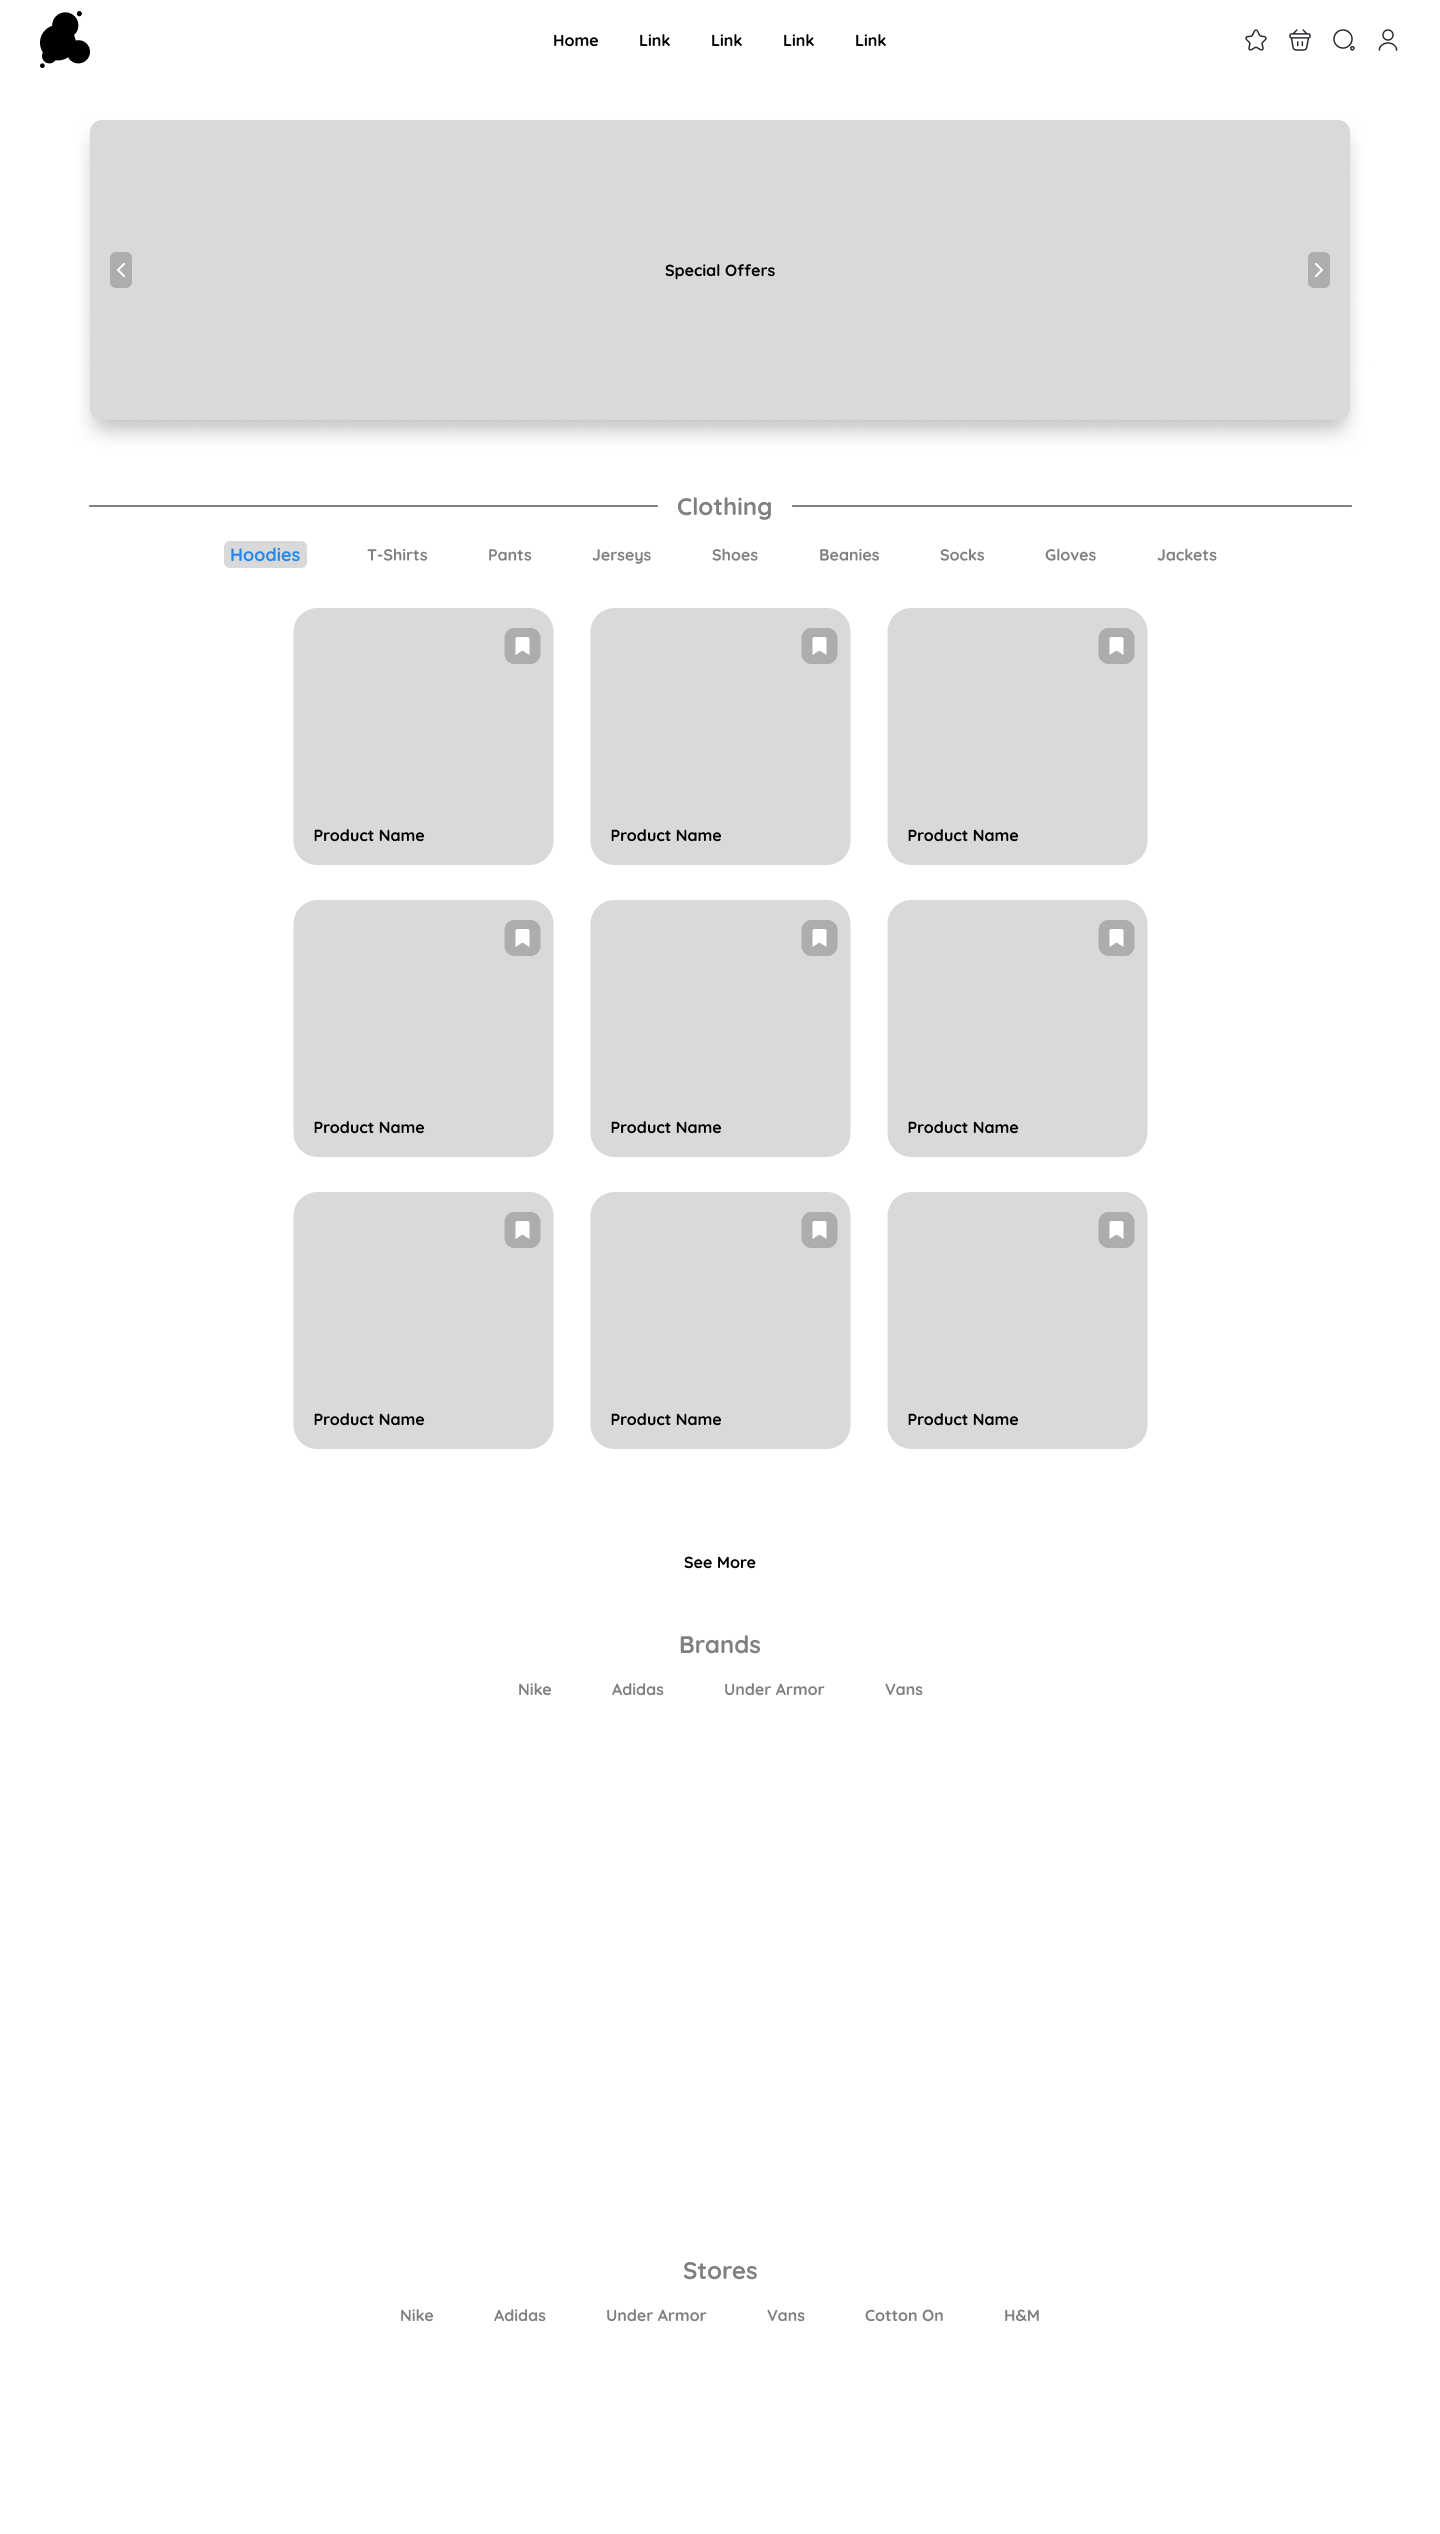 Home Link Link Link Link
Special Offers
Clothing
Hoodies T-Shirts Pants Jerseys Shoes Beanies Socks Gloves Jackets
Product Name Product Name Product Name
Product Name Product Name Product Name
Product Name Product Name Product Name
See More
Brands
Nike Adidas Under Armor Vans
Stores
Nike Adidas Under Armor Vans Cotton On H&M